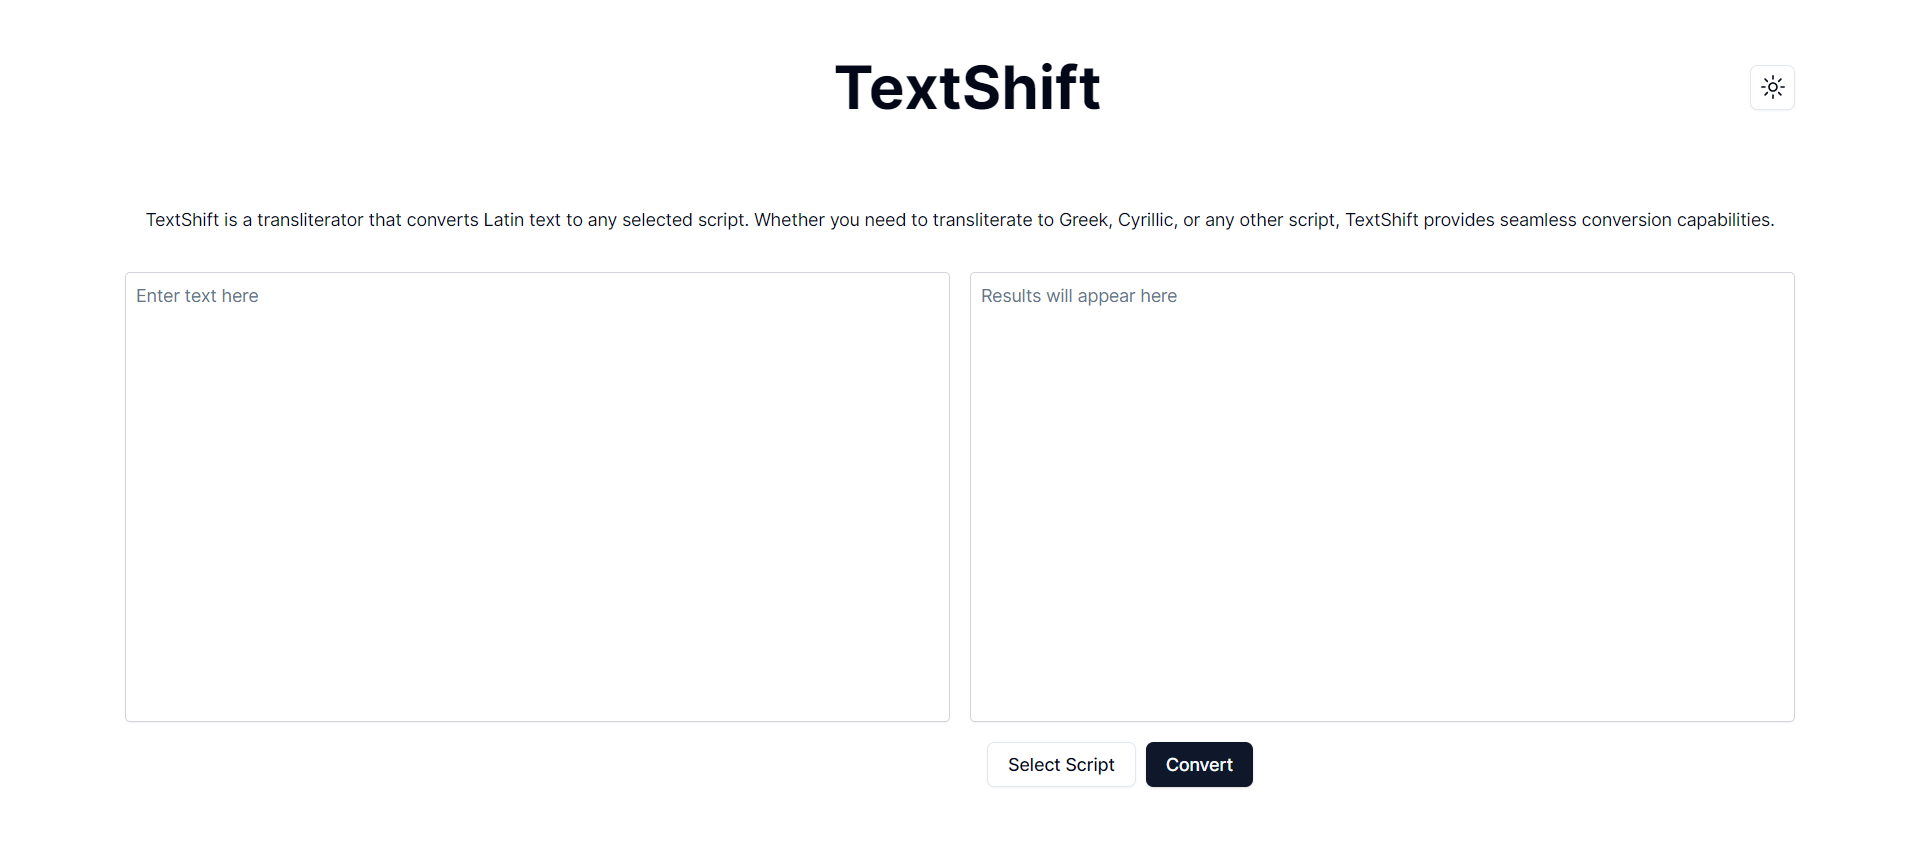 TextShift
TextShift is a transliterator that converts Latin text to any selected script. Whether you need to transliterate to Greek, Cyrillic, or any other script, TextShift provides seamless conversion capabilities.
Enter text here
Results will appear here
Select Script
Convert